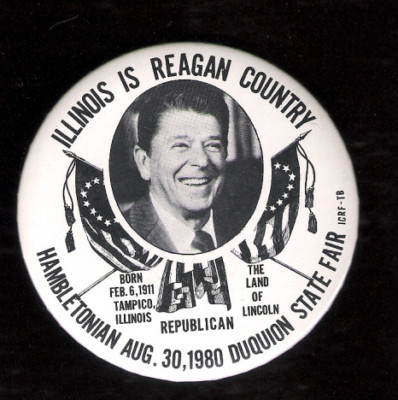 ILLINOIS IS REAGAN COUNTRY
BORN
FEB. 6, 1911
TAMPICO,
ILLINOIS
THE
LAND
OF
LINCOLN
REPUBLICAN
HAMBLETONIAN AUG. 30, 1980 DUQUION STATE FAIR
ICRF-TB